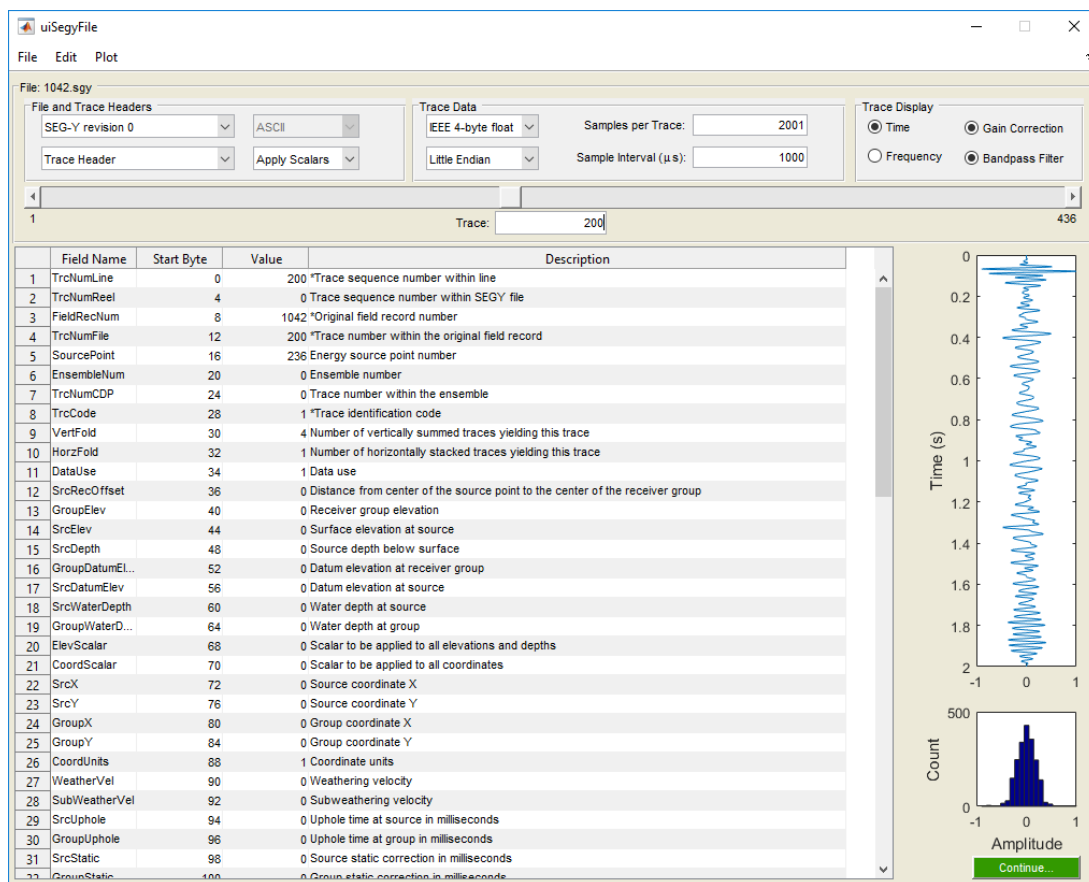 uiSegyFile
File Edit Plot
File: 1042.sgy
File and Trace Headers
SEG-Y revision 0 ASCII
Trace Header Apply Scalars
Trace Data
IEEE 4-byte float Samples per Trace: 2001
Little Endian Sample Interval (µs): 1000
Trace Display
Time Gain Correction
Frequency Bandpass Filter
1 436
Trace: 200
Field Name Start Byte Value Description
1 TrcNumLine 0 200 *Trace sequence number within line
2 TrcNumReel 4 0 Trace sequence number within SEGY file
3 FieldRecNum 8 1042 *Original field record number
4 TrcNumFile 12 200 *Trace number within the original field record
5 SourcePoint 16 236 Energy source point number
6 EnsembleNum 20 0 Ensemble number
7 TrcNumCDP 24 0 Trace number within the ensemble
8 TrcCode 28 1 *Trace identification code
9 VertFold 30 4 Number of vertically summed traces yielding this trace
10 HorzFold 32 1 Number of horizontally stacked traces yielding this trace
11 DataUse 34 1 Data use
12 SrcRecOffset 36 0 Distance from center of the source point to the center of the receiver group
13 GroupElev 40 0 Receiver group elevation
14 SrcElev 44 0 Surface elevation at source
15 SrcDepth 48 0 Source depth below surface
16 GroupDatumEl... 52 0 Datum elevation at receiver group
17 SrcDatumElev 56 0 Datum elevation at source
18 SrcWaterDepth 60 0 Water depth at source
19 GroupWaterD... 64 0 Water depth at group
20 ElevScalar 68 0 Scalar to be applied to all elevations and depths
21 CoordScalar 70 0 Scalar to be applied to all coordinates
22 SrcX 72 0 Source coordinate X
23 SrcY 76 0 Source coordinate Y
24 GroupX 80 0 Group coordinate X
25 GroupY 84 0 Group coordinate Y
26 CoordUnits 88 1 Coordinate units
27 WeatherVel 90 0 Weathering velocity
28 SubWeatherVel 92 0 Subweathering velocity
29 SrcUphole 94 0 Uphole time at source in milliseconds
30 GroupUphole 96 0 Uphole time at group in milliseconds
31 SrcStatic 98 0 Source static correction in milliseconds
32 GroupStatic 100 0 Group static correction in milliseconds
Time (s)
0
0.2
0.4
0.6
0.8
1
1.2
1.4
1.6
1.8
2
-1 0 1
Count
500
0
-1 0 1
Amplitude
Continue...